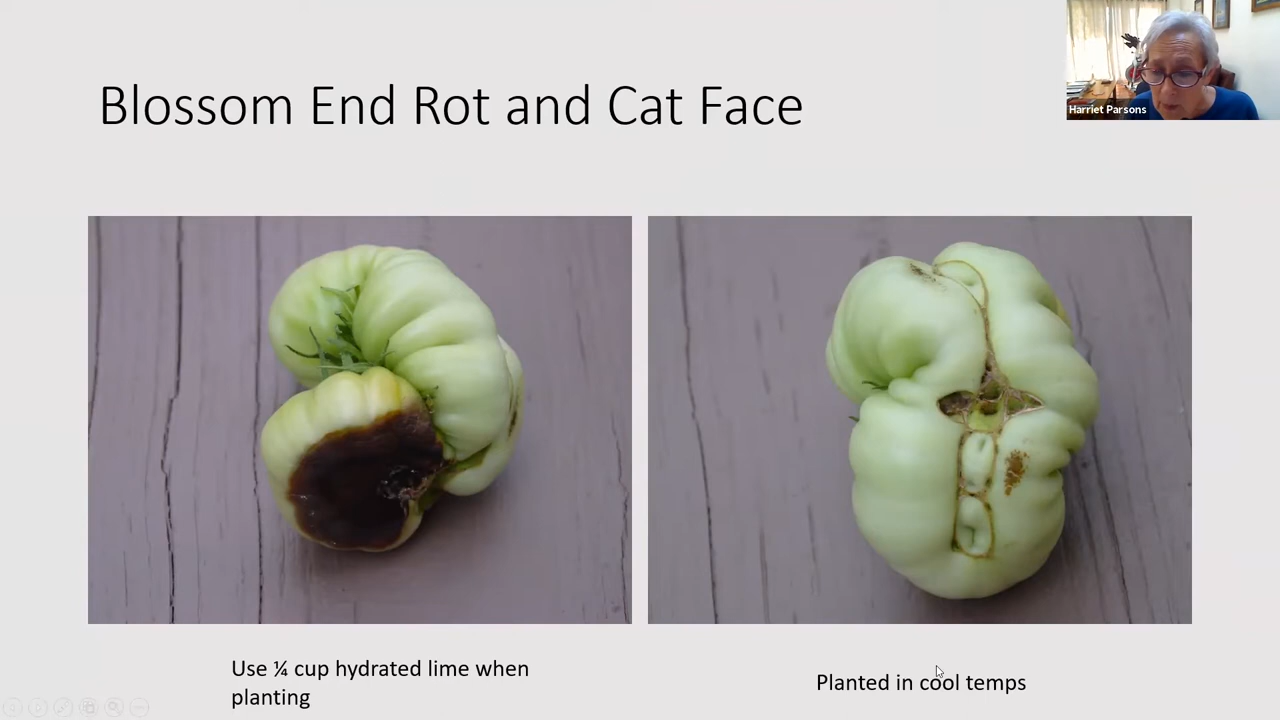 Blossom End Rot and Cat Face
Harriet Parsons
Use ¼ cup hydrated lime when
planting
Planted in cool temps